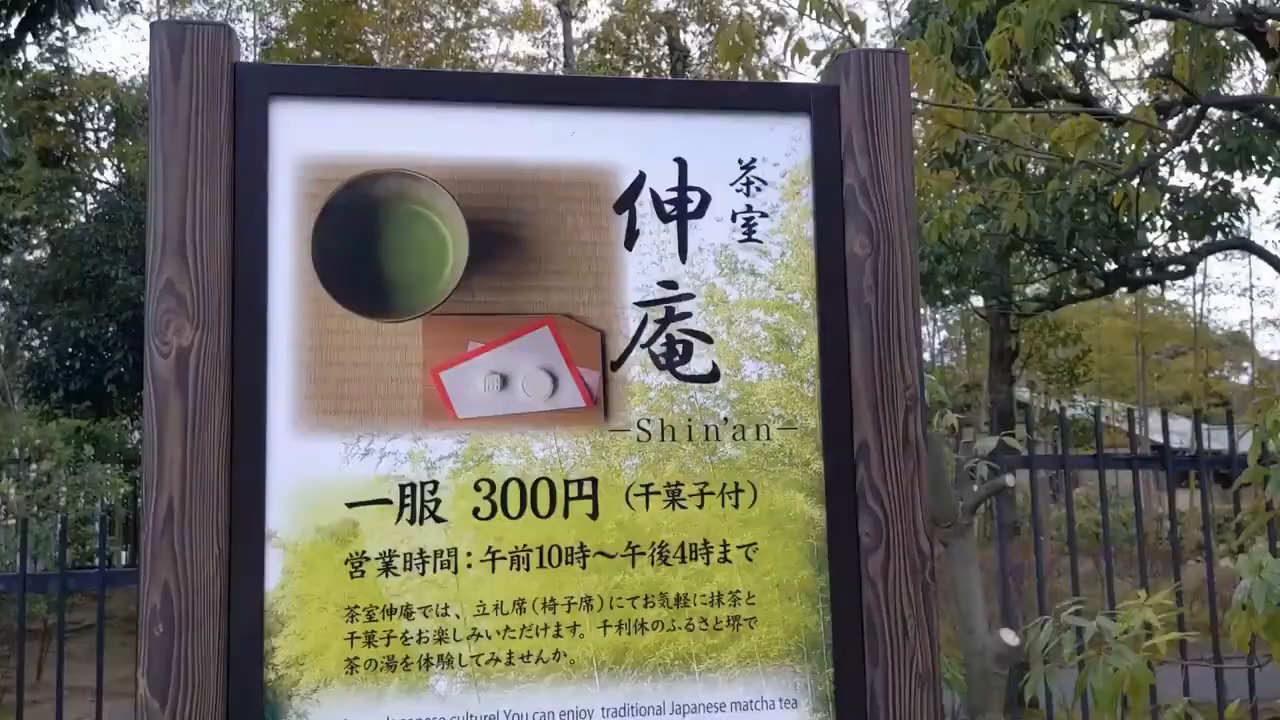 茶室
伸庵
–Shin'an–
一服 300円 (干菓子付)
営業時間:午前10時～午後4時まで
茶室伸庵では、立礼席(椅子席)にてお気軽に抹茶と
干菓子をお楽しみいただけます。千利休のふるさと堺で
茶の湯を体験してみませんか。
Japanese culture! You can enjoy traditional Japanese matcha tea